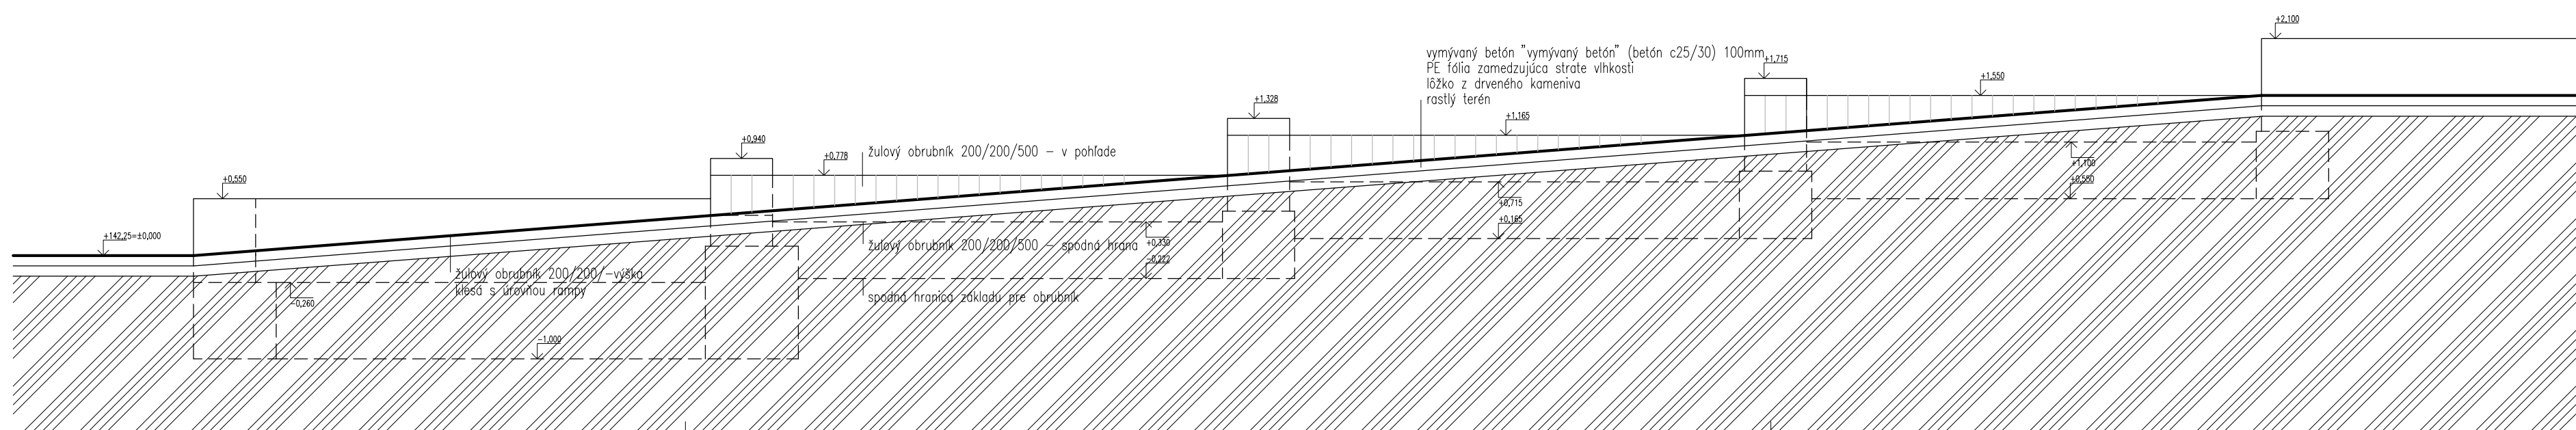 +2,100
vymývaný betón "vymývaný betón" (betón c25/30) 100mm
+1,715
PE fólia zamedzujúca strate vlhkosti
lôžko z drveného kameniva
rastlý terén
+1,550
+1,328
+1,165
+0,940
žulový obrubník 200/200/500 – v pohľade
+0,778
+1,100
+0,550
+0,550
+0,715
+0,165
+142,25=±0,000
žulový obrubník 200/200/500 – spodná hrana
+0,330
-0,222
žulový obrubník 200/200/-výška
klesá s úrovňou rampy
-0,260
spodná hranica základu pre obrubník
-1,000